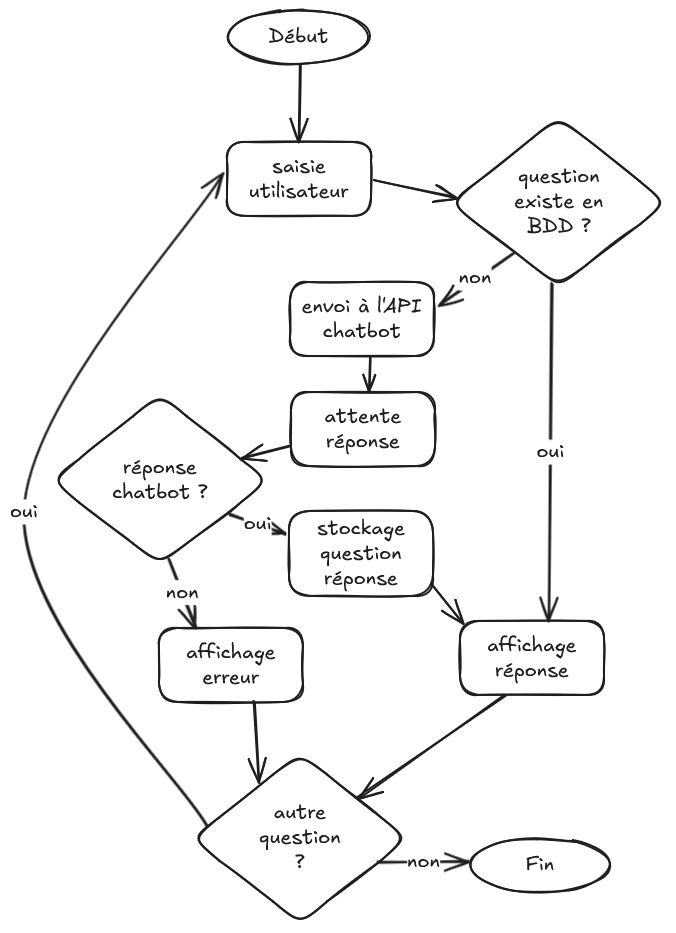 Début
saisie
utilisateur
question
existe en
BDD ?
non
envoi à l'API
chatbot
attente
réponse
oui
réponse
chatbot ?
oui
oui
stockage
question
réponse
non
affichage
erreur
affichage
réponse
autre
question
?
non
Fin